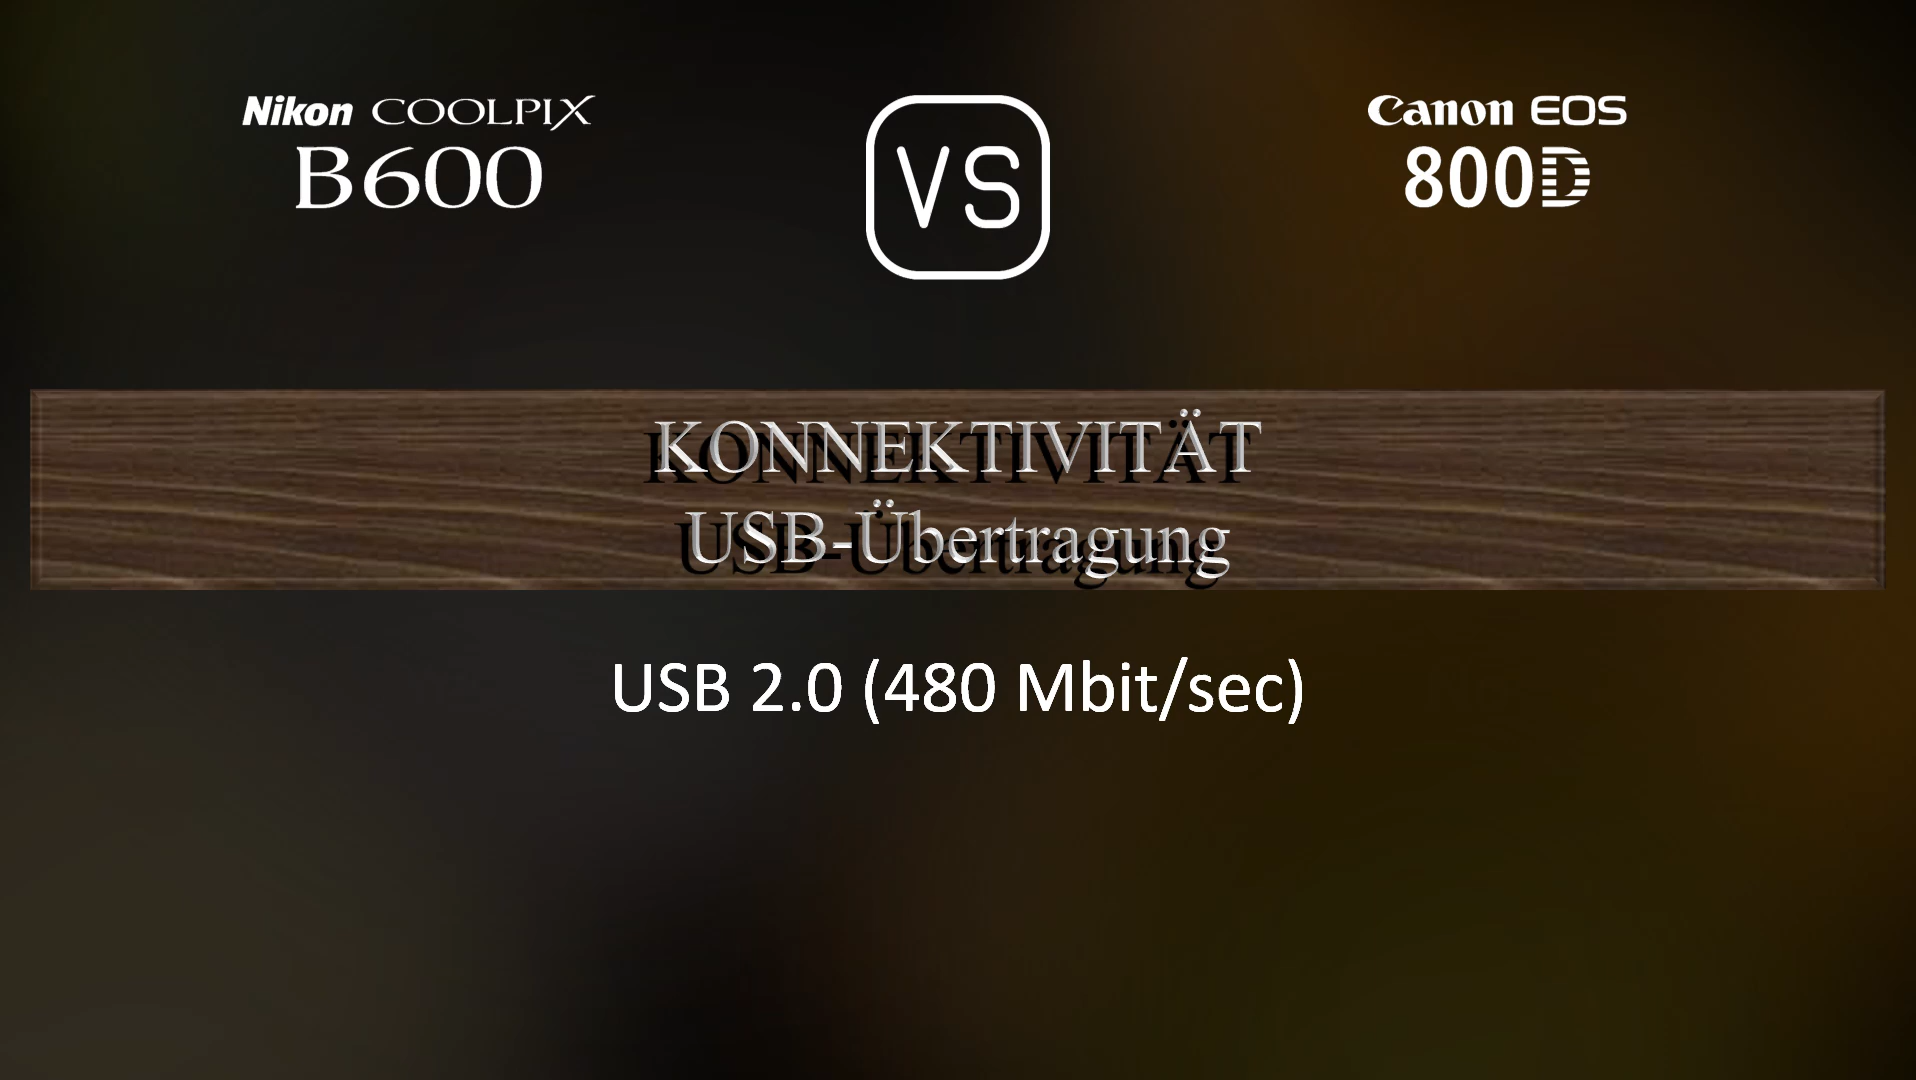 Nikon COOLPIX
B600
VS
Canon EOS
800D
KONNEKTIVITÄT
USB-Übertragung
USB 2.0 (480 Mbit/sec)